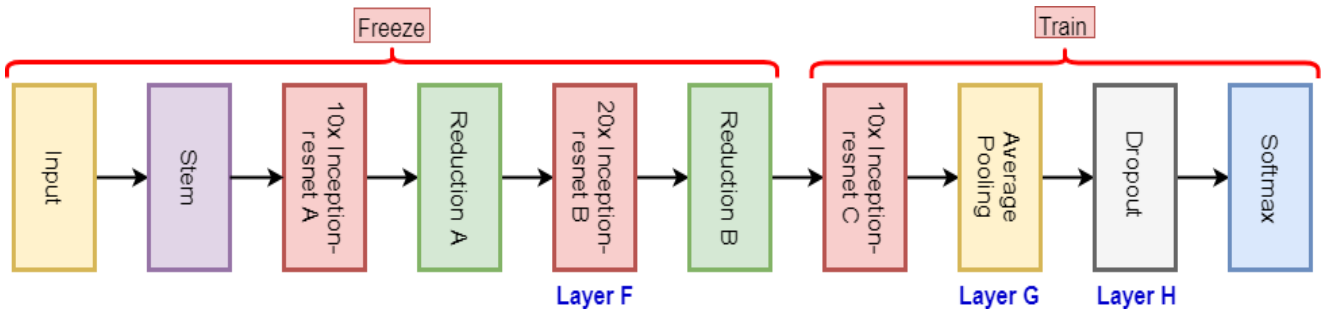 Freeze
Train
Input
Stem
10x Inception-
resnet A
Reduction A
20x Inception-
resnet B
Reduction B
10x Inception-
resnet C
Average
Pooling
Dropout
Softmax
Layer F
Layer G
Layer H